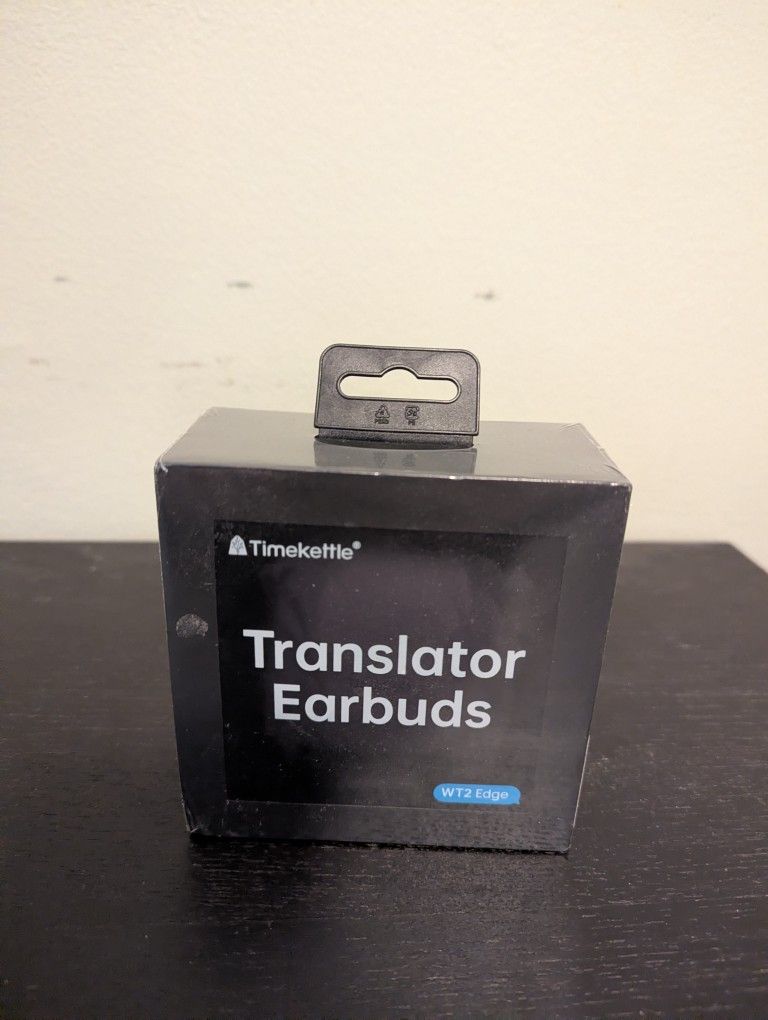 Timekettle®
Translator
Earbuds
WT2 Edge